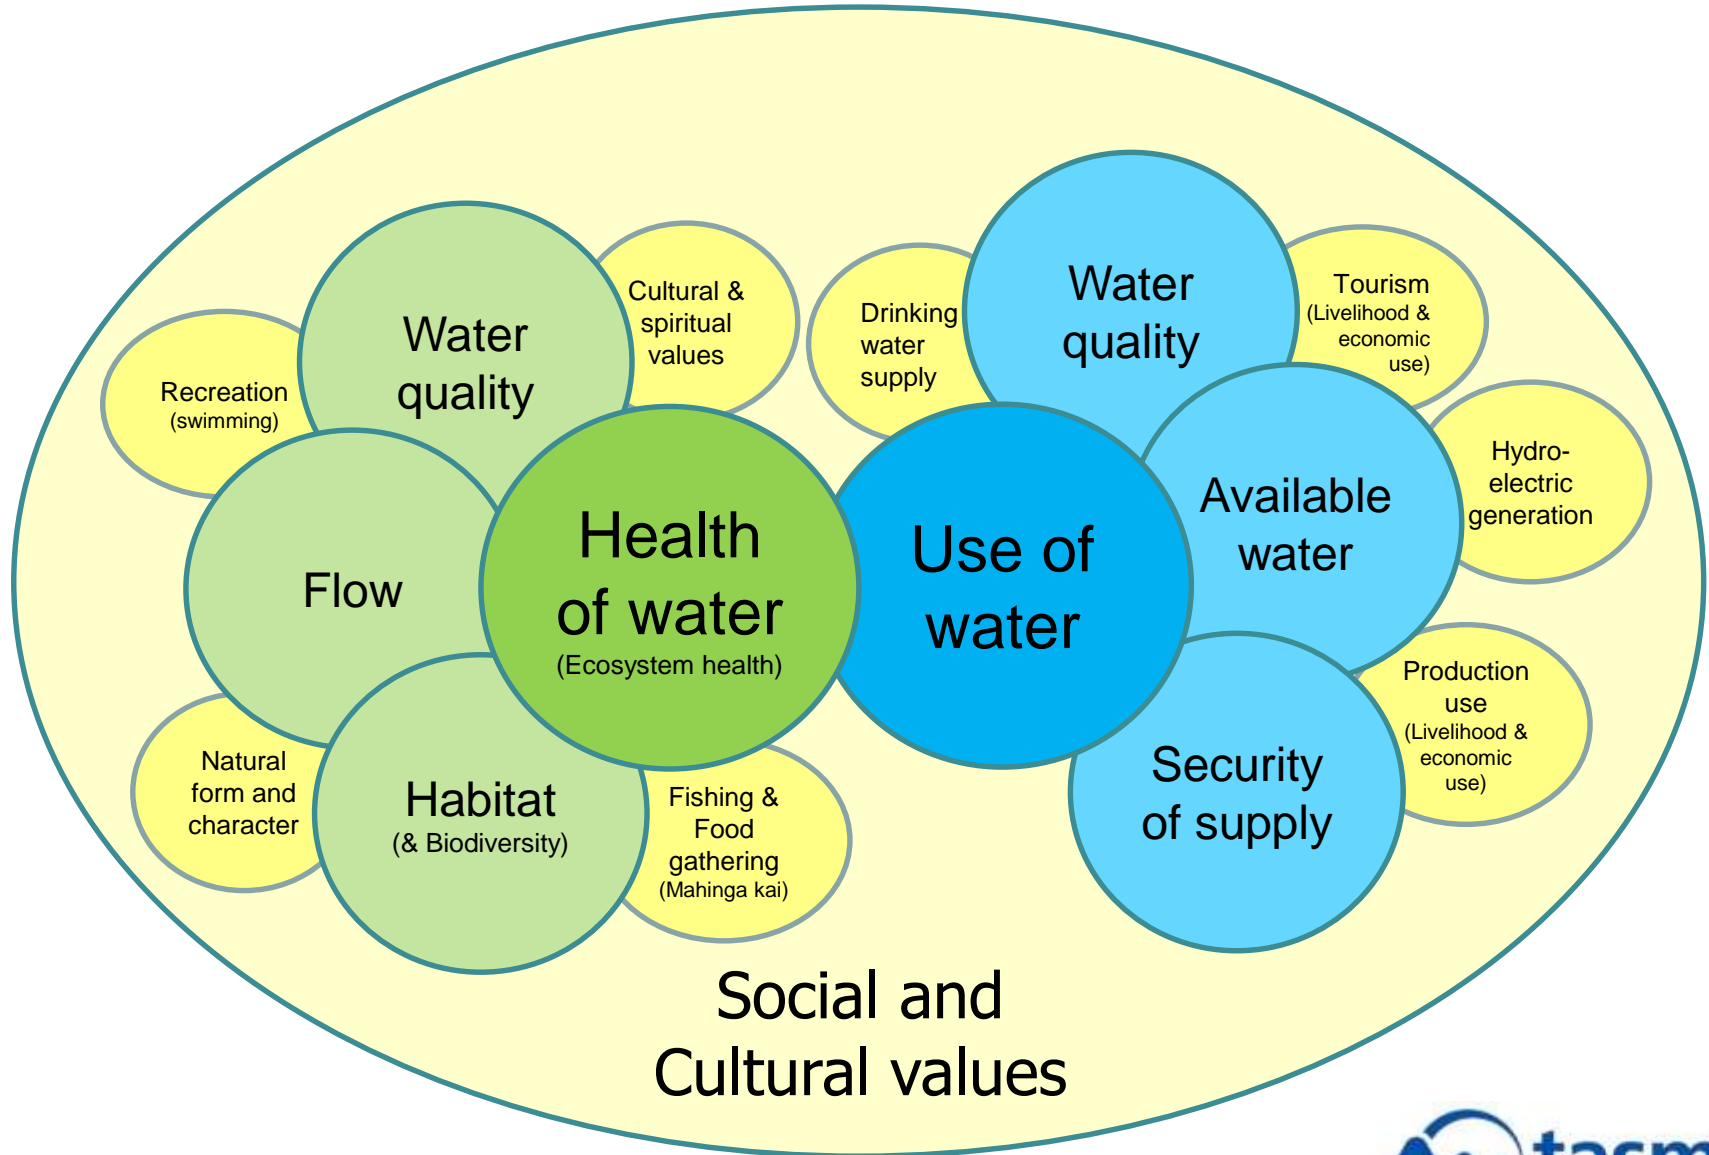 Water
quality
Cultural &
spiritual
values
Recreation
(swimming)
Flow
Health
of water
(Ecosystem health)
Natural
form and
character
Habitat
(& Biodiversity)
Fishing &
Food
gathering
(Mahinga kai)
Drinking
water
supply
Water
quality
Tourism
(Livelihood &
economic
use)
Use of
water
Available
water
Hydro-
electric
generation
Production
use
(Livelihood &
economic
use)
Security
of supply
Social and
Cultural values